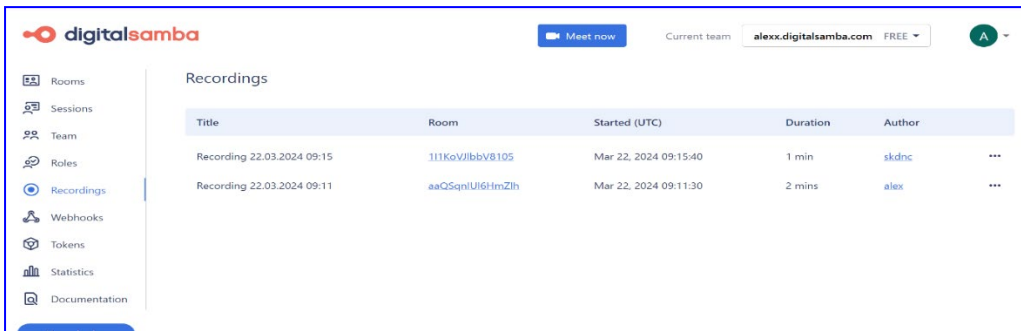 digitalsamba
Meet now
Current team
alexx.digitalsamba.com FREE
A
Rooms
Sessions
Team
Roles
Recordings
Webhooks
Tokens
Statistics
Documentation
Recordings
Title Room Started (UTC) Duration Author
Recording 22.03.2024 09:15 1I1KoVJlbbV8105 Mar 22, 2024 09:15:40 1 min skdnc
Recording 22.03.2024 09:11 aaQSqnlUl6HmZlh Mar 22, 2024 09:11:30 2 mins alex